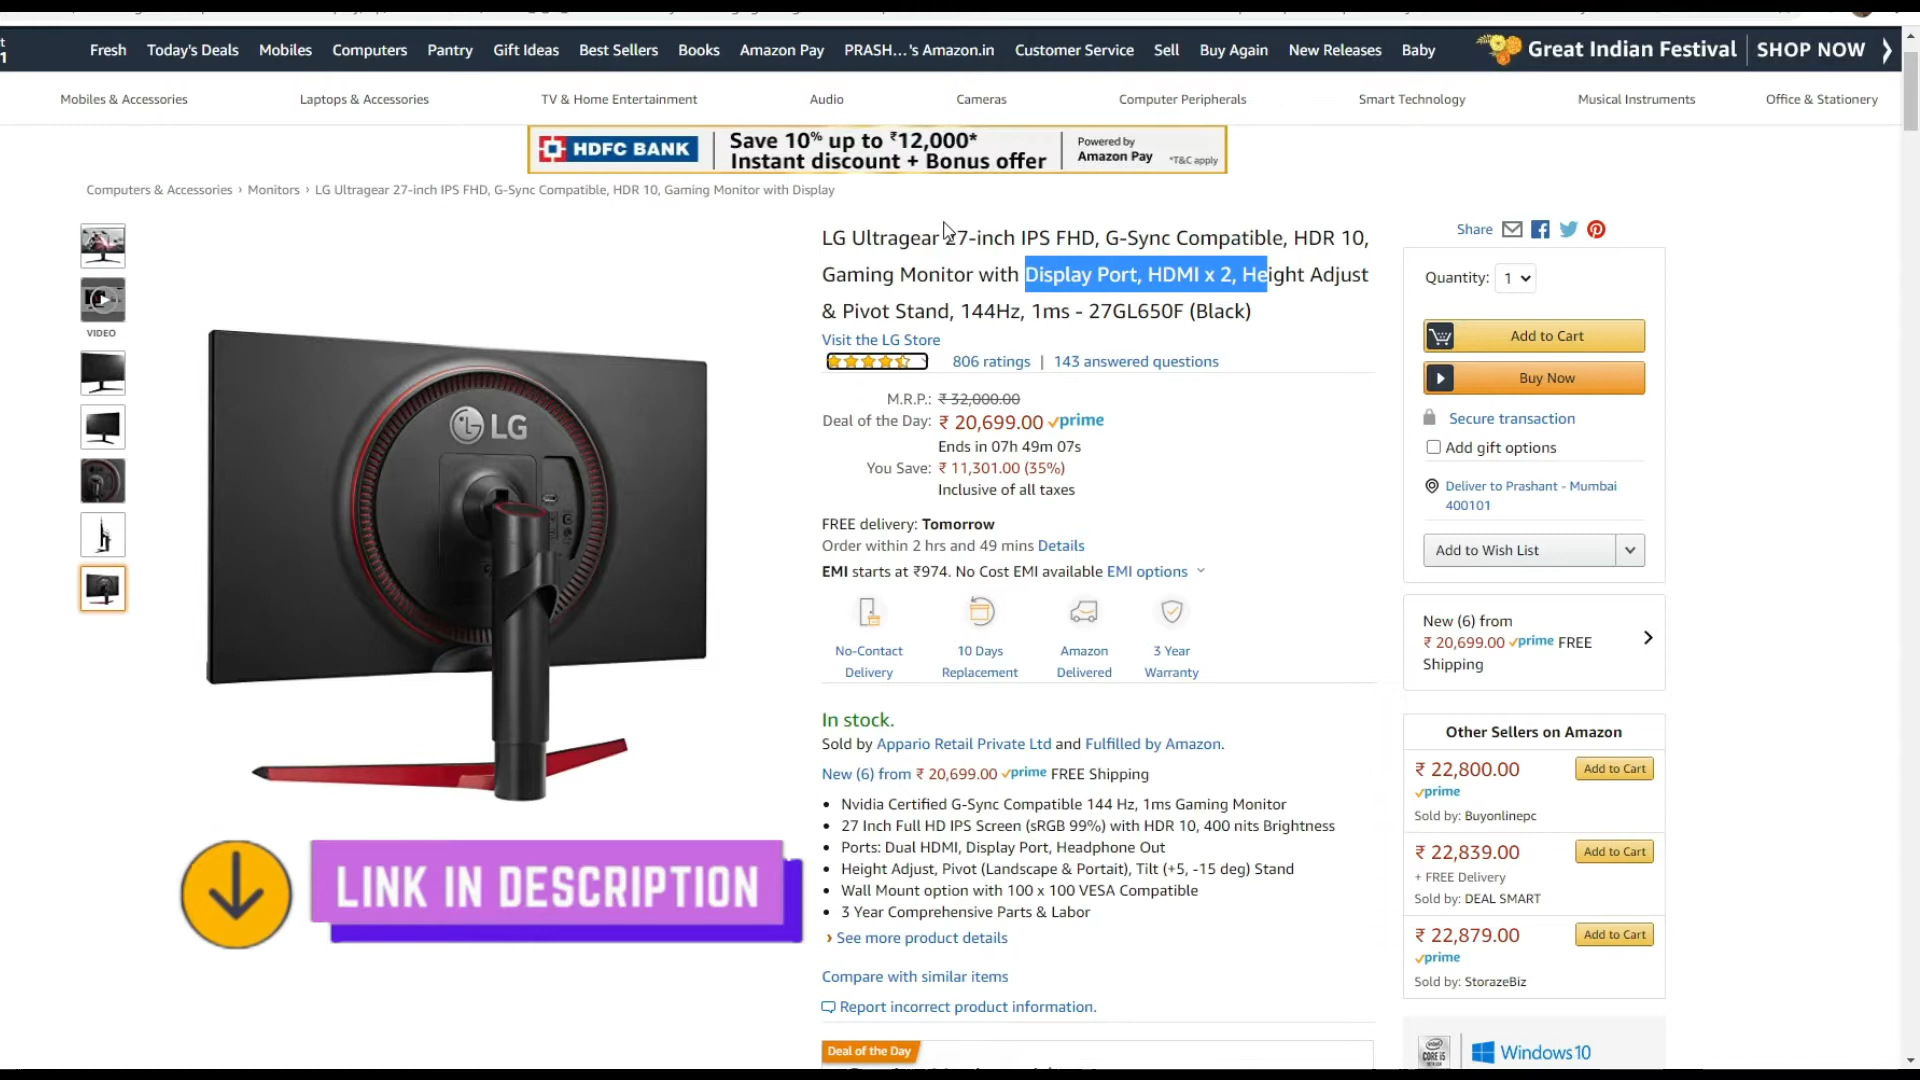 Fresh Today's Deals Mobiles Computers Pantry Gift Ideas Best Sellers Books Amazon Pay PRASH...'s Amazon.in Customer Service Sell Buy Again New Releases Baby Great Indian Festival SHOP NOW
Mobiles & Accessories Laptops & Accessories TV & Home Entertainment Audio Cameras Computer Peripherals Smart Technology Musical Instruments Office & Stationery
HDFC BANK
Save 10% up to ₹12,000*
Instant discount + Bonus offer
Powered by
Amazon Pay *T&C apply
Computers & Accessories › Monitors › LG Ultragear 27-inch IPS FHD, G-Sync Compatible, HDR 10, Gaming Monitor with Display
VIDEO
LG
LINK IN DESCRIPTION
LG Ultragear 27-inch IPS FHD, G-Sync Compatible, HDR 10,
Gaming Monitor with Display Port, HDMI x 2, Height Adjust
& Pivot Stand, 144Hz, 1ms - 27GL650F (Black)
Visit the LG Store
806 ratings | 143 answered questions
M.R.P.: ₹ 32,000.00
Deal of the Day: ₹ 20,699.00 prime
Ends in 07h 49m 07s
You Save: ₹ 11,301.00 (35%)
Inclusive of all taxes
FREE delivery: Tomorrow
Order within 2 hrs and 49 mins Details
EMI starts at ₹974. No Cost EMI available EMI options
No-Contact Delivery
10 Days Replacement
Amazon Delivered
3 Year Warranty
In stock.
Sold by Appario Retail Private Ltd and Fulfilled by Amazon.
New (6) from ₹ 20,699.00 prime FREE Shipping
• Nvidia Certified G-Sync Compatible 144 Hz, 1ms Gaming Monitor
• 27 Inch Full HD IPS Screen (sRGB 99%) with HDR 10, 400 nits Brightness
• Ports: Dual HDMI, Display Port, Headphone Out
• Height Adjust, Pivot (Landscape & Portait), Tilt (+5, -15 deg) Stand
• Wall Mount option with 100 x 100 VESA Compatible
• 3 Year Comprehensive Parts & Labor
› See more product details
Compare with similar items
Report incorrect product information.
Deal of the Day
Share
Quantity: 1
Add to Cart
Buy Now
Secure transaction
Add gift options
Deliver to Prashant - Mumbai
400101
Add to Wish List
New (6) from
₹ 20,699.00 prime FREE
Shipping
Other Sellers on Amazon
₹ 22,800.00 Add to Cart
prime
Sold by: Buyonlinepc
₹ 22,839.00 Add to Cart
+ FREE Delivery
Sold by: DEAL SMART
₹ 22,879.00 Add to Cart
prime
Sold by: StorazeBiz
CORE i5
Windows10